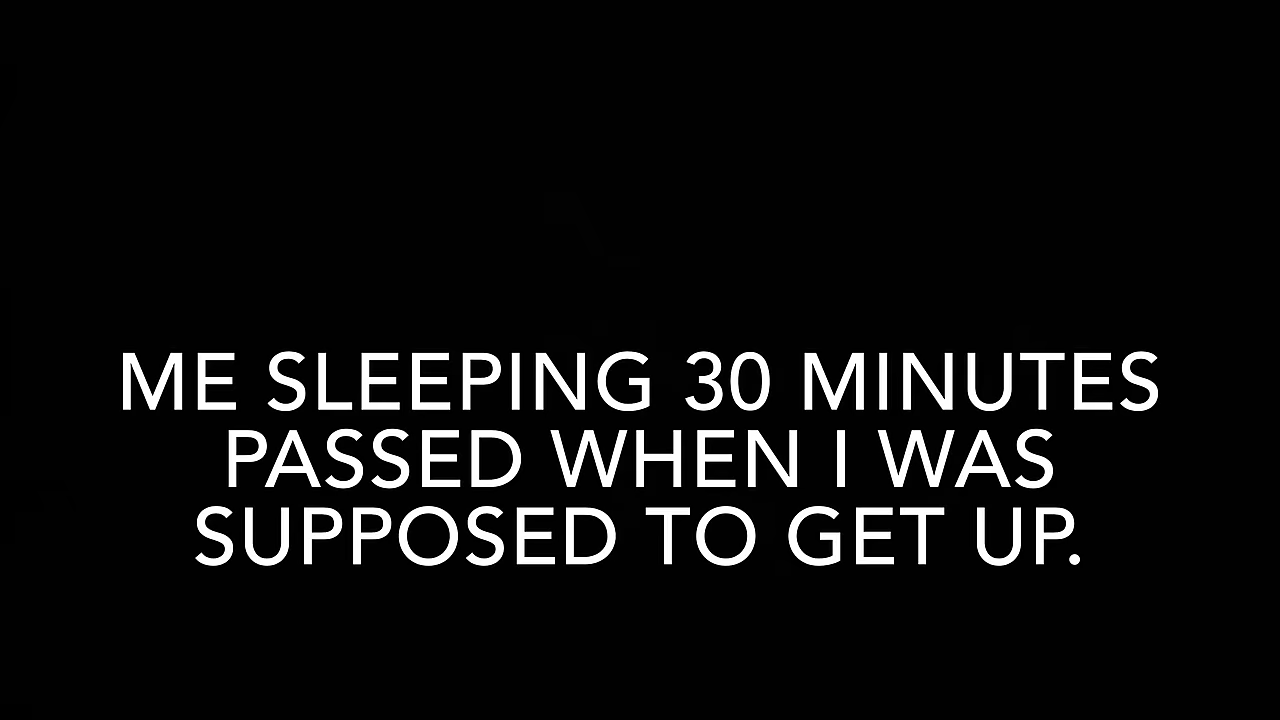 ME SLEEPING 30 MINUTES
PASSED WHEN I WAS
SUPPOSED TO GET UP.